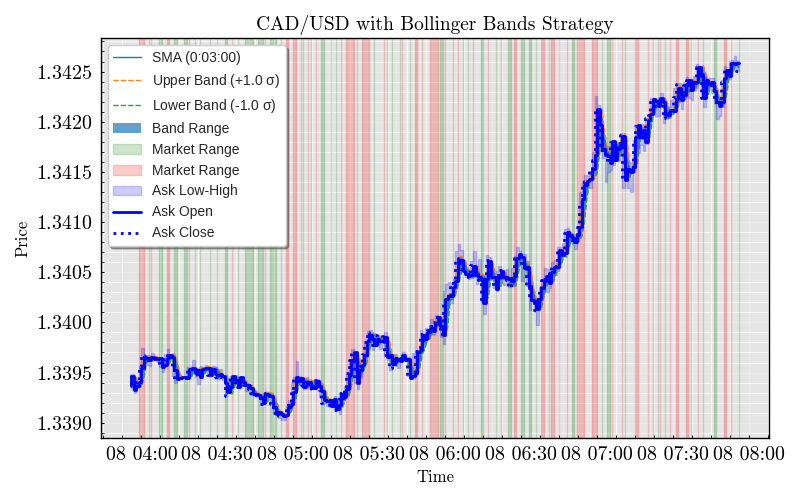 CAD/USD with Bollinger Bands Strategy
SMA (0:03:00)
Upper Band (+1.0 σ)
Lower Band (-1.0 σ)
Band Range
Market Range
Market Range
Ask Low-High
Ask Open
Ask Close
Price
1.3425
1.3420
1.3415
1.3410
1.3405
1.3400
1.3395
1.3390
08 04:00 08 04:30 08 05:00 08 05:30 08 06:00 08 06:30 08 07:00 08 07:30 08 08:00
Time